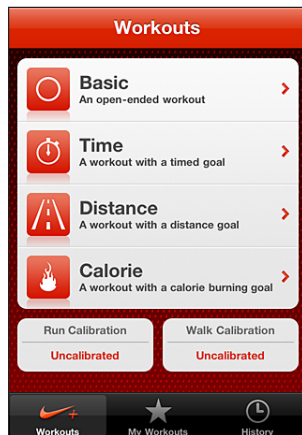 Workouts
Basic
An open-ended workout
Time
A workout with a timed goal
Distance
A workout with a distance goal
Calorie
A workout with a calorie burning goal
Run Calibration
Uncalibrated
Walk Calibration
Uncalibrated
Workouts
My Workouts
History